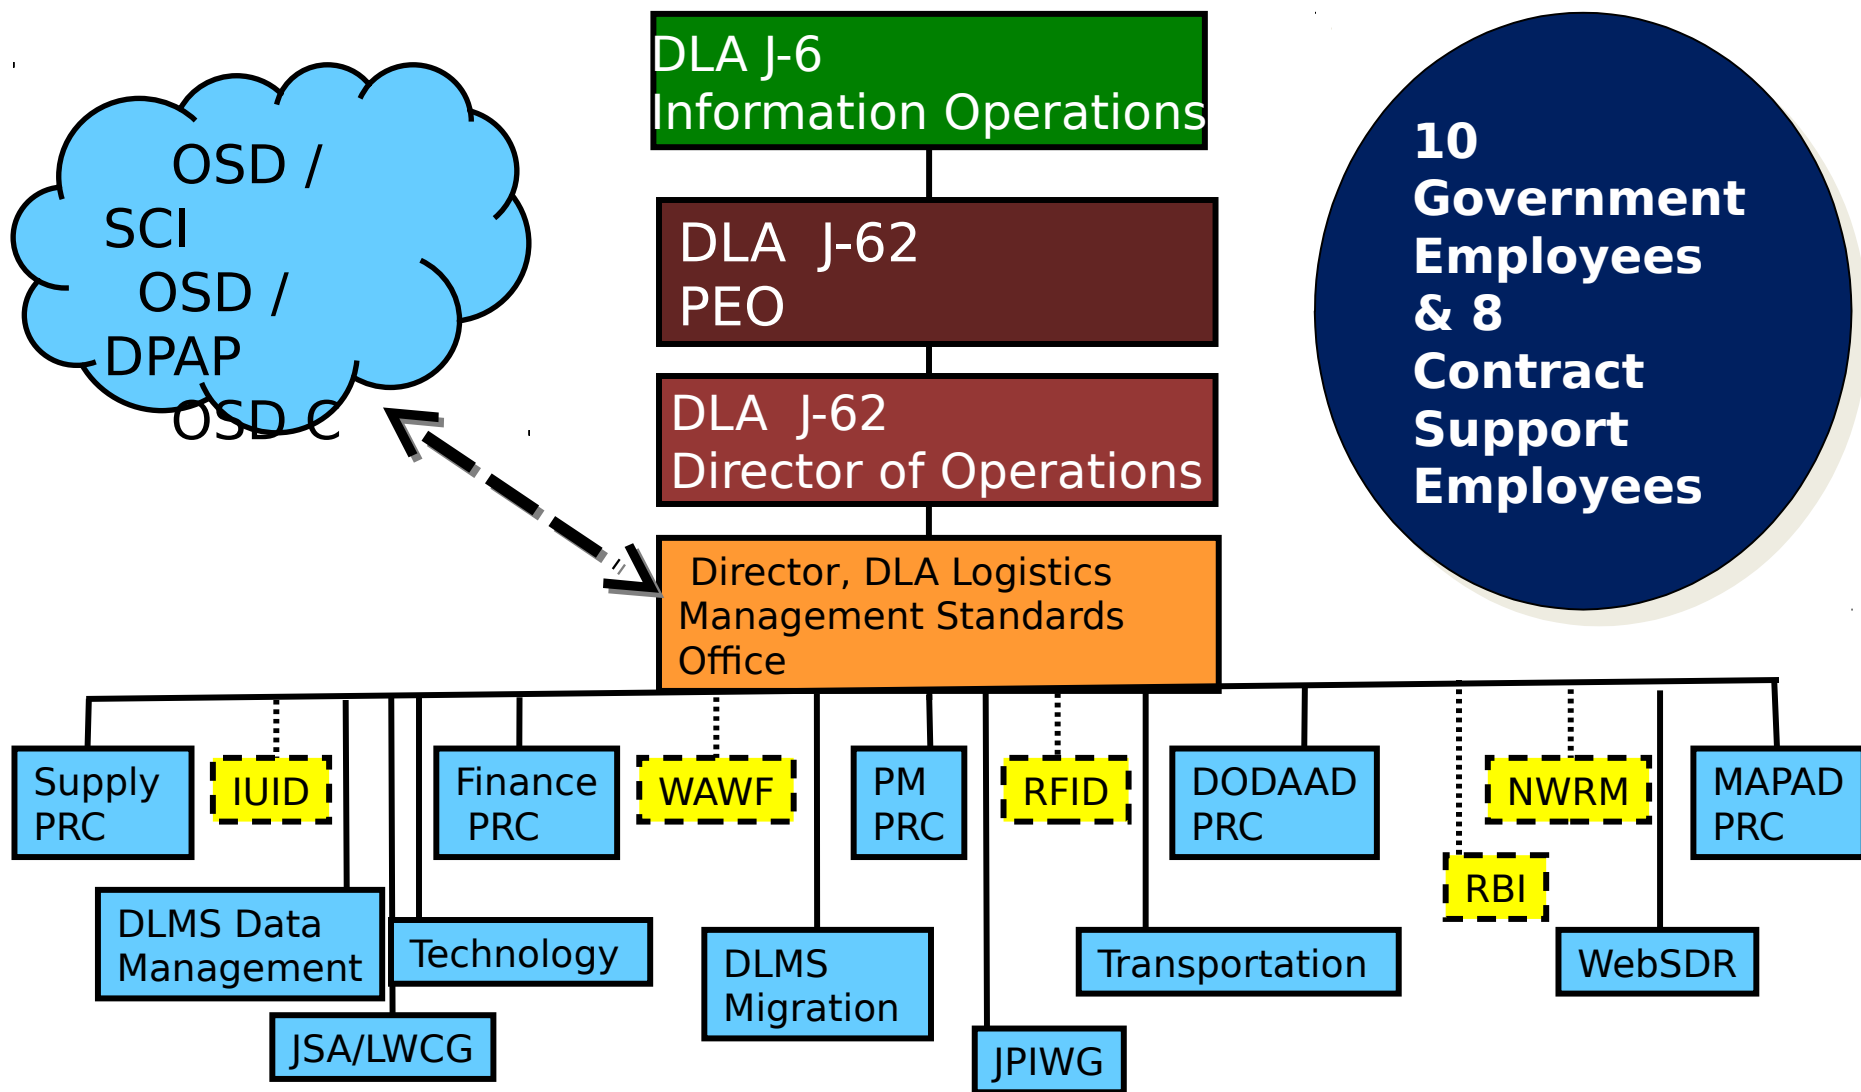 DLA J-6
Information Operations
OSD /
SCI
OSD /
DPAP
OSD C
DLA  J-62
PEO
DLA  J-62
Director of Operations
Director, DLA Logistics
Management Standards
Office
10
Government
Employees
& 8
Contract
Support
Employees
Supply
PRC
IUID
Finance
PRC
WAWF
PM
PRC
RFID
DODAAD
PRC
NWRM
MAPAD
PRC
RBI
DLMS Data
Management
Technology
DLMS
Migration
Transportation
WebSDR
JSA/LWCG
JPIWG